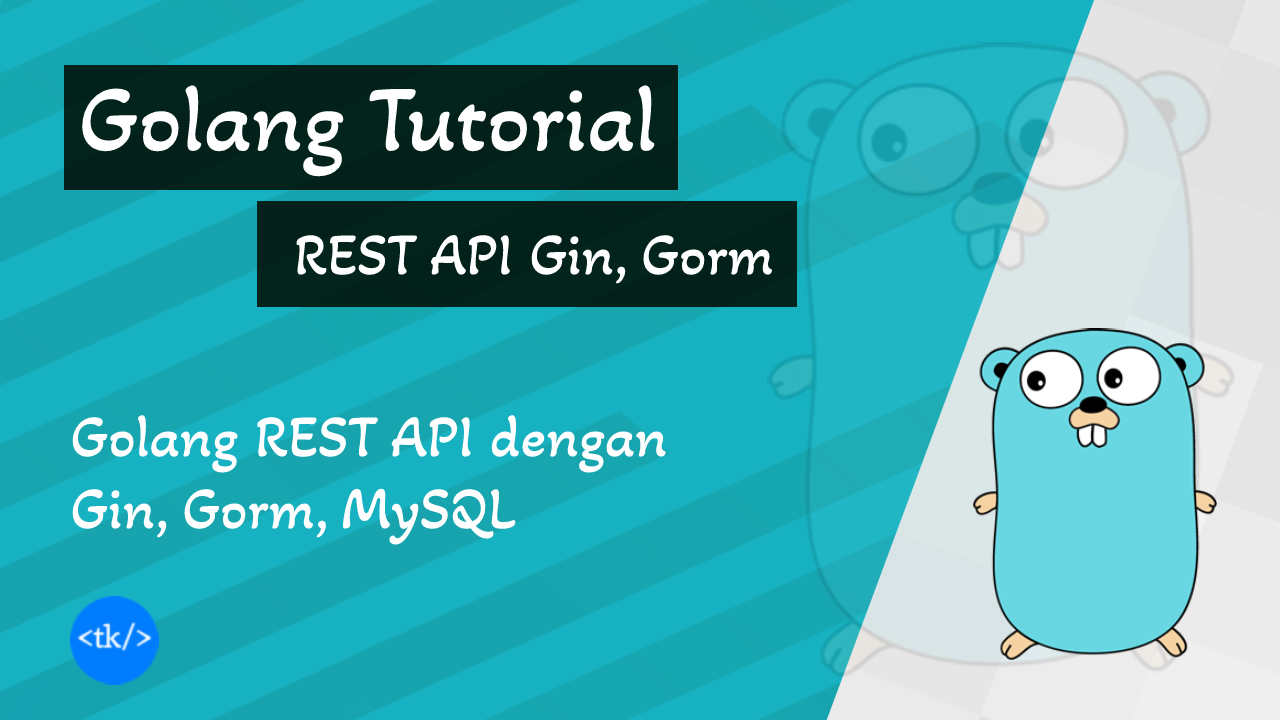 Golang Tutorial
REST API Gin, Gorm
Golang REST API dengan
Gin, Gorm, MySQL
<tk/>